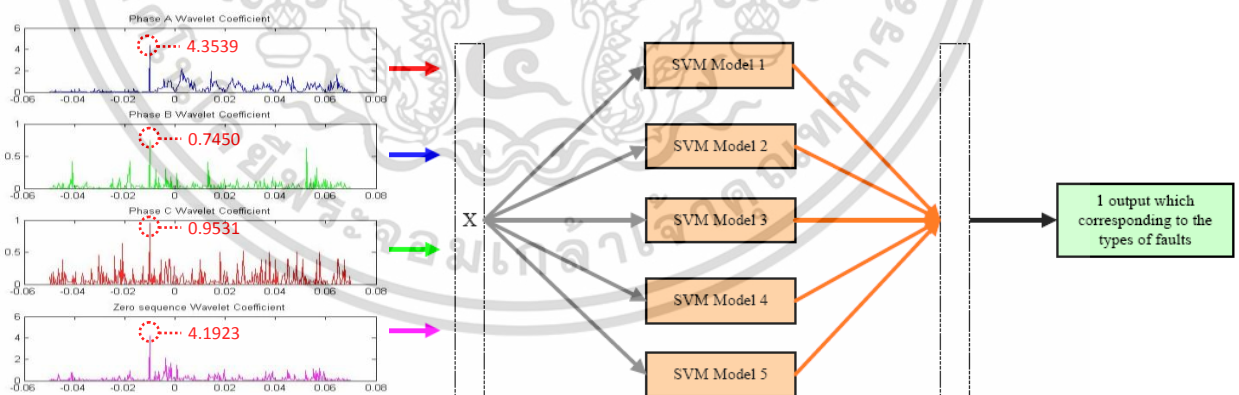 Phase A Wavelet Coefficient
6
4
2
0
4.3539
-0.06 -0.04 -0.02 0 0.02 0.04 0.06 0.08
Phase B Wavelet Coefficient
1
0.5
0
0.7450
-0.06 -0.04 -0.02 0 0.02 0.04 0.06 0.08
Phase C Wavelet Coefficient
1
0.5
0
0.9531
-0.06 -0.04 -0.02 0 0.02 0.04 0.06 0.08
Zero sequence Wavelet Coefficient
6
4
2
0
4.1923
-0.06 -0.04 -0.02 0 0.02 0.04 0.06 0.08
X
SVM Model 1
SVM Model 2
SVM Model 3
SVM Model 4
SVM Model 5
1 output which
corresponding to the
types of faults